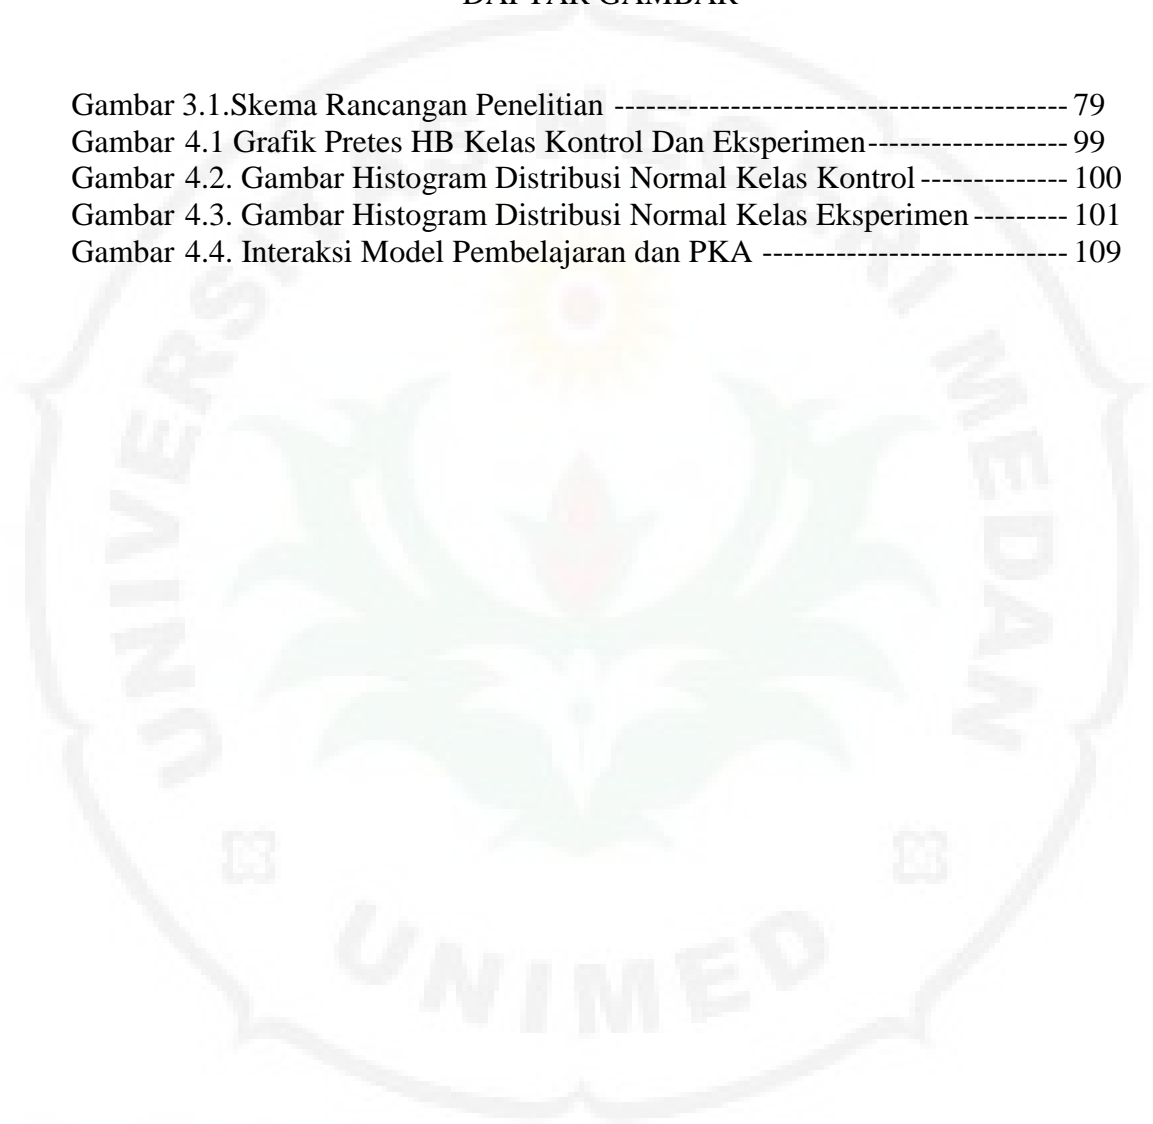 DAFTAR GAMBAR
Gambar 3.1.Skema Rancangan Penelitian ------------------------------------------- 79
Gambar 4.1 Grafik Pretes HB Kelas Kontrol Dan Eksperimen------------------- 99
Gambar 4.2. Gambar Histogram Distribusi Normal Kelas Kontrol -------------- 100
Gambar 4.3. Gambar Histogram Distribusi Normal Kelas Eksperimen --------- 101
Gambar 4.4. Interaksi Model Pembelajaran dan PKA ----------------------------- 109
UNIVERSITAS NEGERI MEDAN
UNIMED